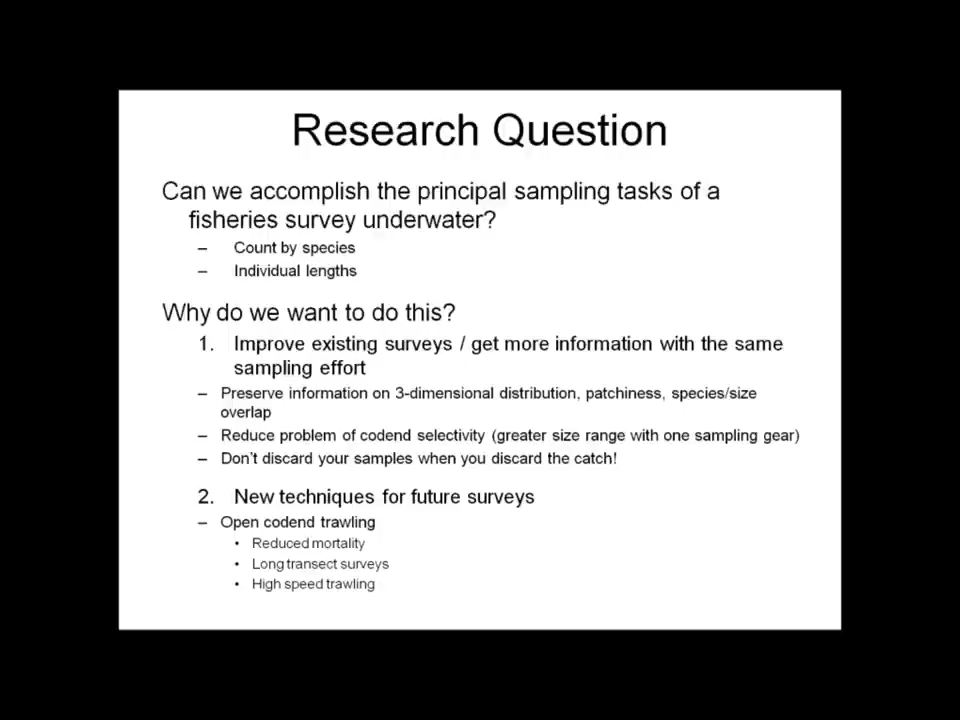 Research Question
Can we accomplish the principal sampling tasks of a
fisheries survey underwater?
– Count by species
– Individual lengths
Why do we want to do this?
1. Improve existing surveys / get more information with the same
sampling effort
– Preserve information on 3-dimensional distribution, patchiness, species/size
overlap
– Reduce problem of codend selectivity (greater size range with one sampling gear)
– Don't discard your samples when you discard the catch!
2. New techniques for future surveys
– Open codend trawling
• Reduced mortality
• Long transect surveys
• High speed trawling